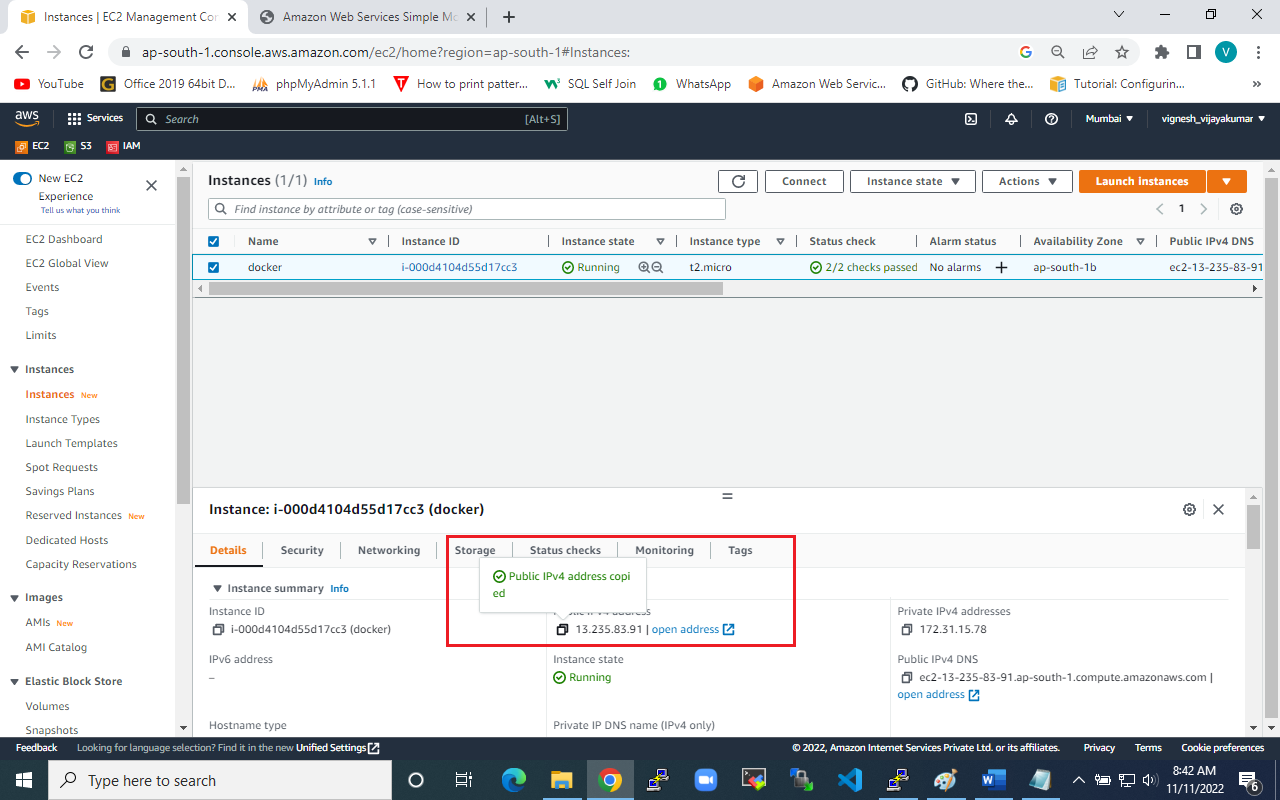 Instances | EC2 Management Con
Amazon Web Services Simple Mo
ap-south-1.console.aws.amazon.com/ec2/home?region=ap-south-1#Instances:
V
YouTube
G
Office 2019 64bit D...
PMA
phpMyAdmin 5.1.1
How to print patter...
SQL Self Join
1
WhatsApp
Amazon Web Servic...
GitHub: Where the...
Tutorial: Configurin...
»
aws
Services
Search
[Alt+S]
Mumbai
vignesh_vijayakumar
EC2
S3
IAM
New EC2
Experience
Tell us what you think
EC2 Dashboard
EC2 Global View
Events
Tags
Limits
Instances
Instances New
Instance Types
Launch Templates
Spot Requests
Savings Plans
Reserved Instances New
Dedicated Hosts
Capacity Reservations
Images
AMIs New
AMI Catalog
Elastic Block Store
Volumes
Snapshots
Instances (1/1) Info
Connect
Instance state
Actions
Launch instances
Find instance by attribute or tag (case-sensitive)
1
Name
Instance ID
Instance state
Instance type
Status check
Alarm status
Availability Zone
Public IPv4 DNS
docker
i-000d4104d55d17cc3
Running
t2.micro
2/2 checks passed
No alarms
ap-south-1b
ec2-13-235-83-91
Instance: i-000d4104d55d17cc3 (docker)
Details
Security
Networking
Storage
Status checks
Monitoring
Tags
Public IPv4 address copi
ed
Instance summary Info
Instance ID
i-000d4104d55d17cc3 (docker)
Public IPv4 address
13.235.83.91 | open address
Private IPv4 addresses
172.31.15.78
IPv6 address
–
Instance state
Running
Public IPv4 DNS
ec2-13-235-83-91.ap-south-1.compute.amazonaws.com |
open address
Hostname type
Private IP DNS name (IPv4 only)
Feedback
Looking for language selection? Find it in the new Unified Settings
© 2022, Amazon Internet Services Private Ltd. or its affiliates.
Privacy
Terms
Cookie preferences
Type here to search
8:42 AM
11/11/2022
6